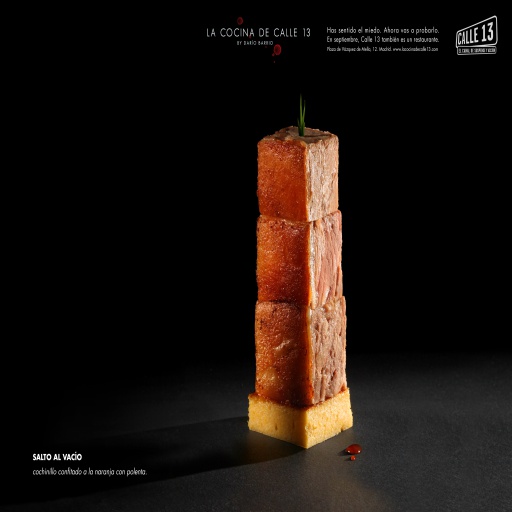 LA COCINA DE CALLE 13
BY DARÍO BARRIO
Has sentido el miedo. Ahora vas a probarlo.
En septiembre, Calle 13 también es un restaurante.
Plaza de Vázquez de Mella, 12. Madrid. www.lacocinadecalle13.com
CALLE 13
EL CANAL DE SUSPENSE Y ACCIÓN
SALTO AL VACÍO
cochinillo confitado a la naranja con polenta.